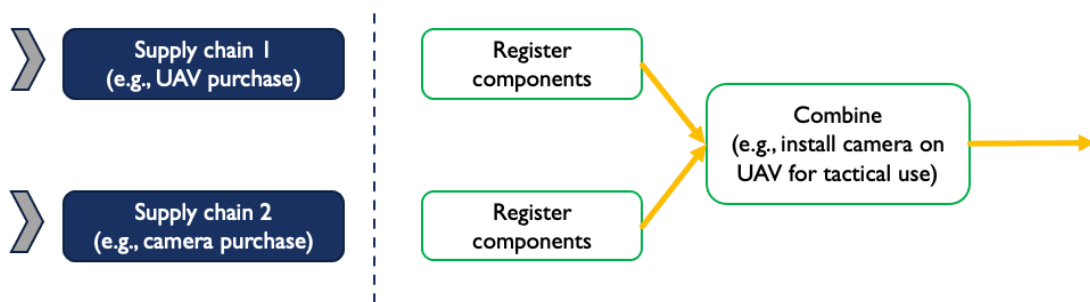 Supply chain 1
(e.g., UAV purchase)
Register
components
Combine
(e.g., install camera on
UAV for tactical use)
Supply chain 2
(e.g., camera purchase)
Register
components